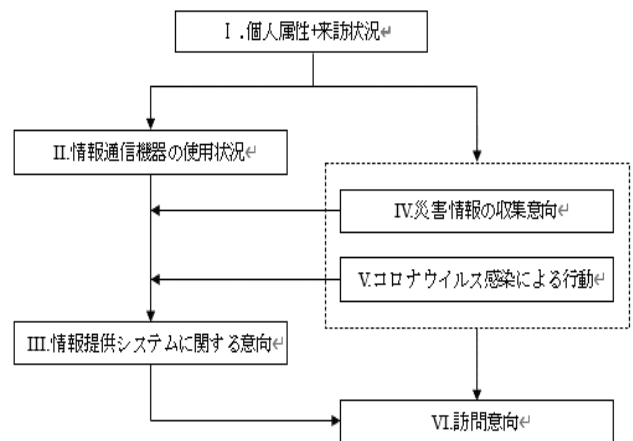 Ⅰ.個人属性+来訪状況↵
Ⅱ.情報通信機器の使用状況↵
Ⅳ.災害情報の収集意向↵
Ⅴ.コロナウイルス感染による行動↵
Ⅲ.情報提供システムに関する意向↵
Ⅵ.訪問意向↵